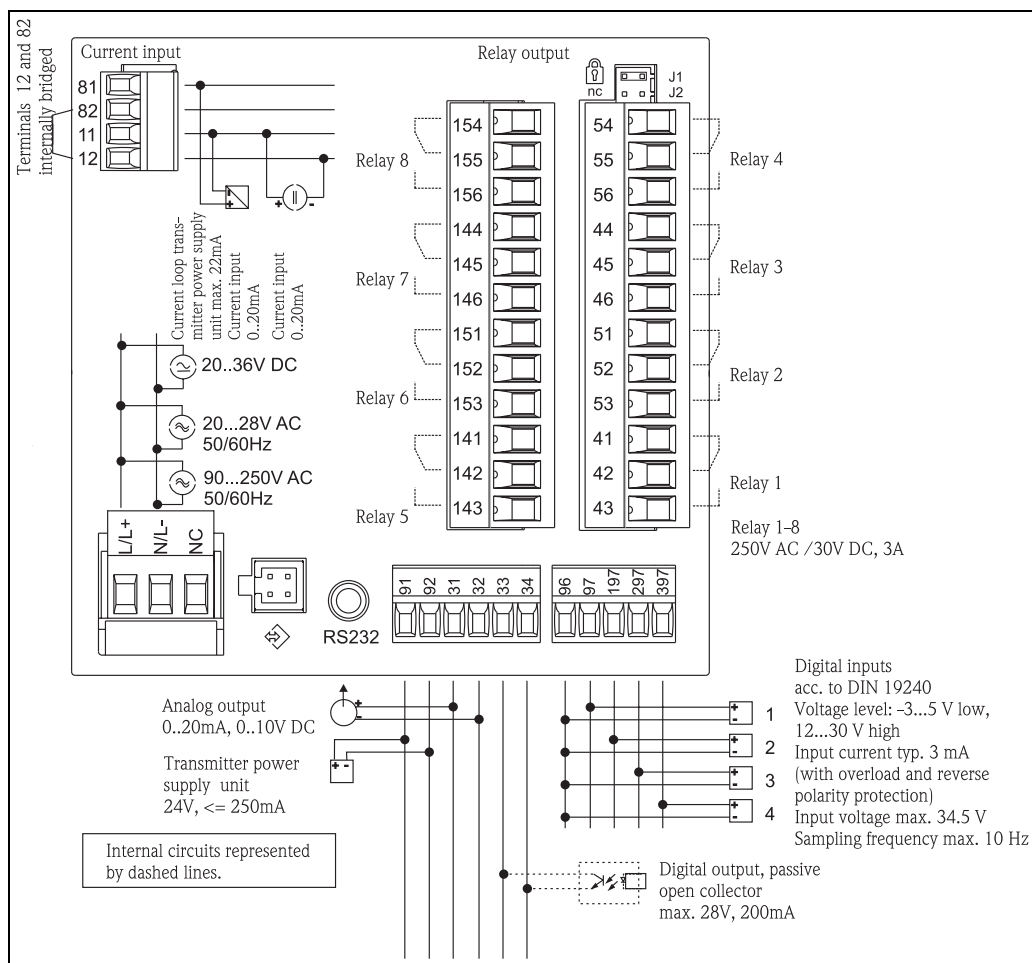 Terminals 12 and 82
internally bridged
Current input
81
82
11
12
+
-
+ -
Current loop trans-
mitter power supply
unit max. 22mA
Current input
0..20mA
Current input
0..20mA
20..36V DC
20...28V AC
50/60Hz
90...250V AC
50/60Hz
L/L+
N/L-
NC
RS232
Relay output
nc
J1
J2
154
155
156
144
145
146
151
152
153
141
142
143
Relay 8
Relay 7
Relay 6
Relay 5
54
55
56
44
45
46
51
52
53
41
42
43
Relay 4
Relay 3
Relay 2
Relay 1
Relay 1-8
250V AC /30V DC, 3A
91
92
31
32
33
34
96
97
197
297
397
Analog output
0..20mA, 0..10V DC
+
-
Transmitter power
supply unit
24V, <= 250mA
+ -
Internal circuits represented
by dashed lines.
+
-
1
+
-
2
+
-
3
+
-
4
Digital inputs
acc. to DIN 19240
Voltage level: -3...5 V low,
12...30 V high
Input current typ. 3 mA
(with overload and reverse
polarity protection)
Input voltage max. 34.5 V
Sampling frequency max. 10 Hz
Digital output, passive
open collector
max. 28V, 200mA